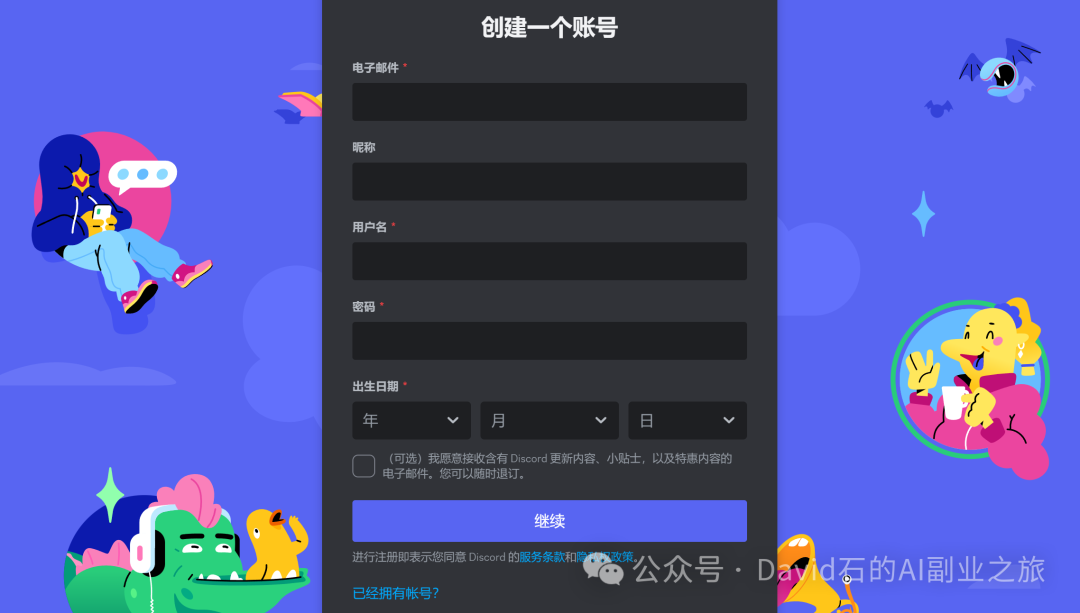 创建一个账号
电子邮件 *
昵称
用户名 *
密码 *
出生日期 *
年 月 日
（可选）我愿意接收含有 Discord 更新内容、小贴士，以及特惠内容的
电子邮件。您可以随时退订。
继续
进行注册即表示您同意 Discord 的服务条款和隐私权政策。
公众号 · David石的AI副业之旅
已经拥有帐号?